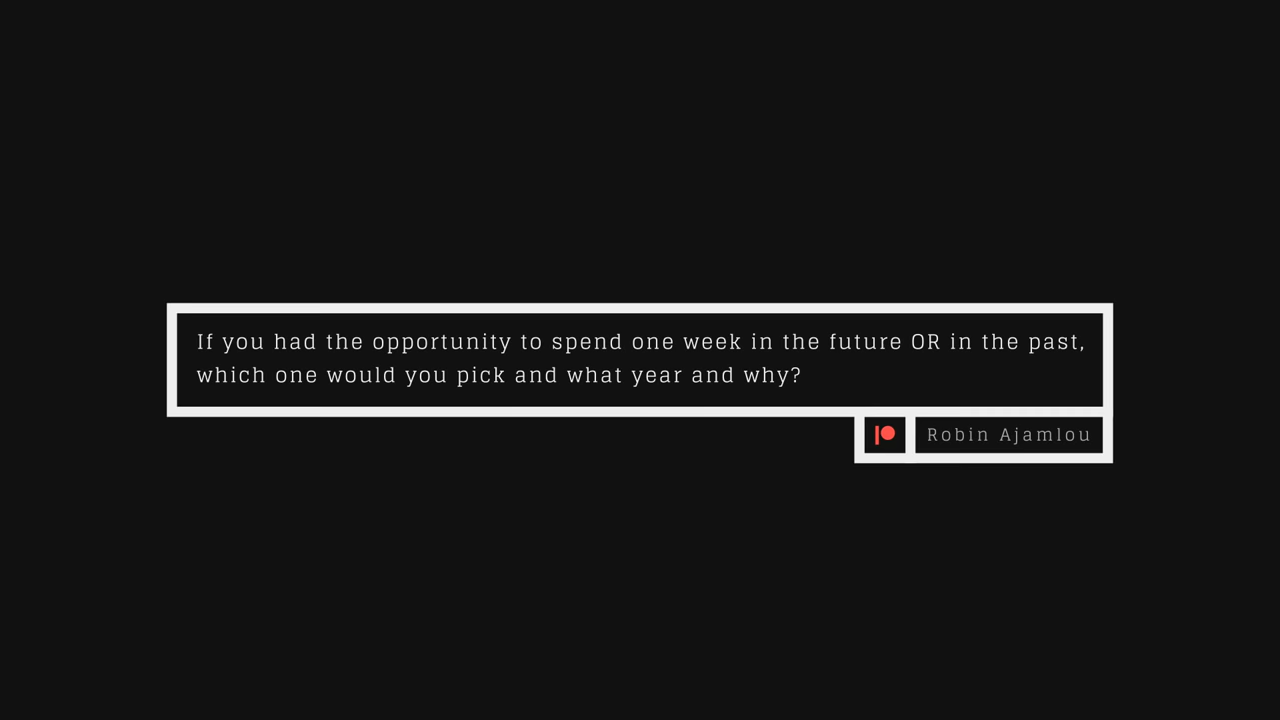 If you had the opportunity to spend one week in the future OR in the past,
which one would you pick and what year and why?
Robin Ajamlou